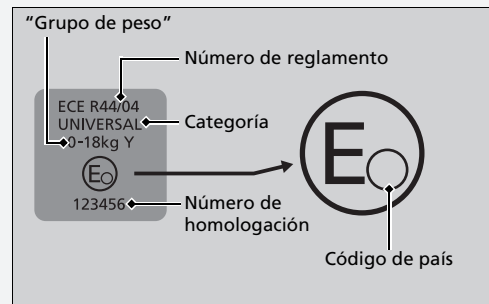 “Grupo de peso”
Número de reglamento
ECE R44/04
UNIVERSAL
Categoría
0-18kg Y
E
E
123456
Número de
homologación
Código de país